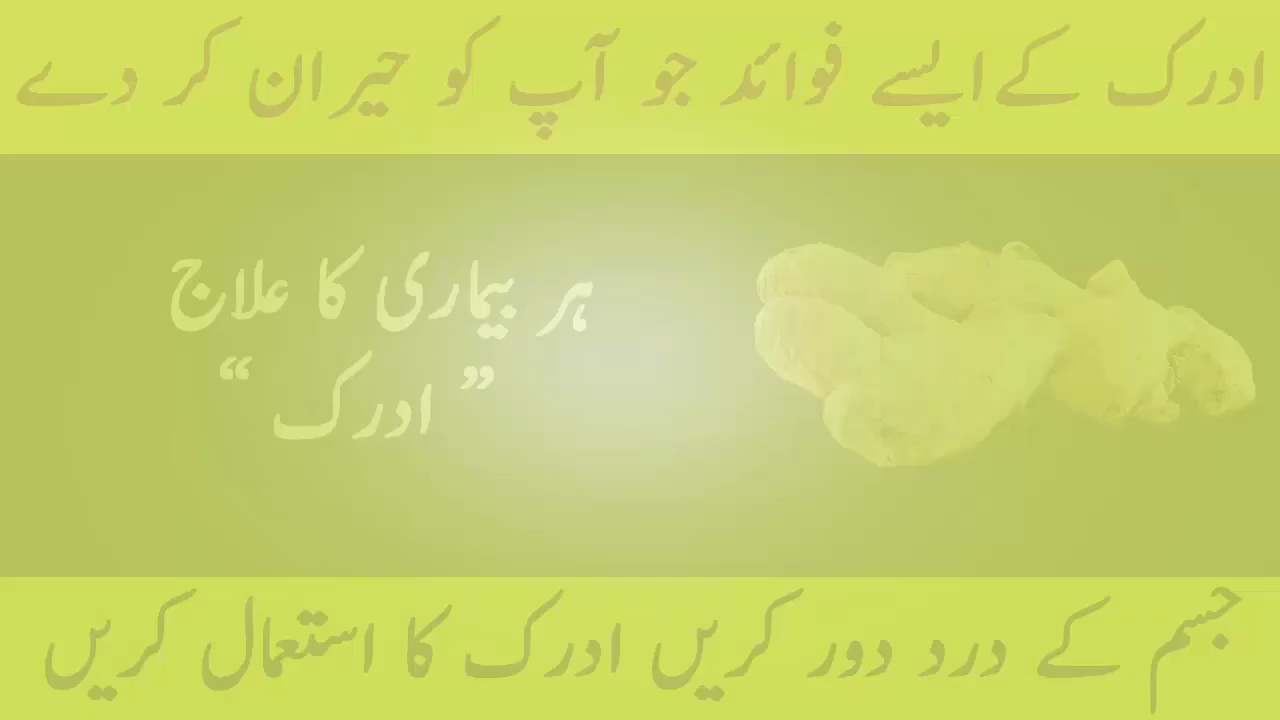 ادرک کے ایسے فوائد جو آپ کو حیران کر دے
ہر بیماری کا علاج
” ادرک “
جسم کے درد دور کریں ادرک کا استعمال کریں